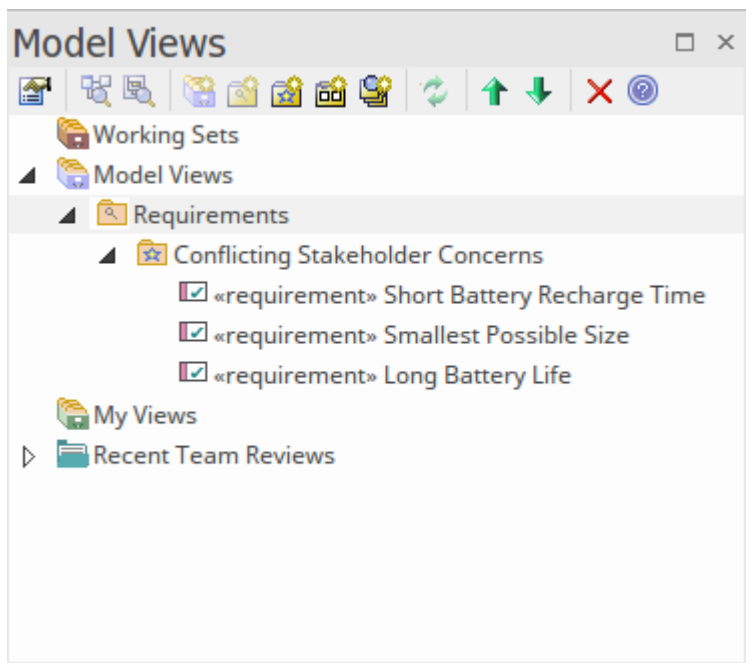 Model Views
Working Sets
Model Views
Requirements
Conflicting Stakeholder Concerns
«requirement» Short Battery Recharge Time
«requirement» Smallest Possible Size
«requirement» Long Battery Life
My Views
Recent Team Reviews